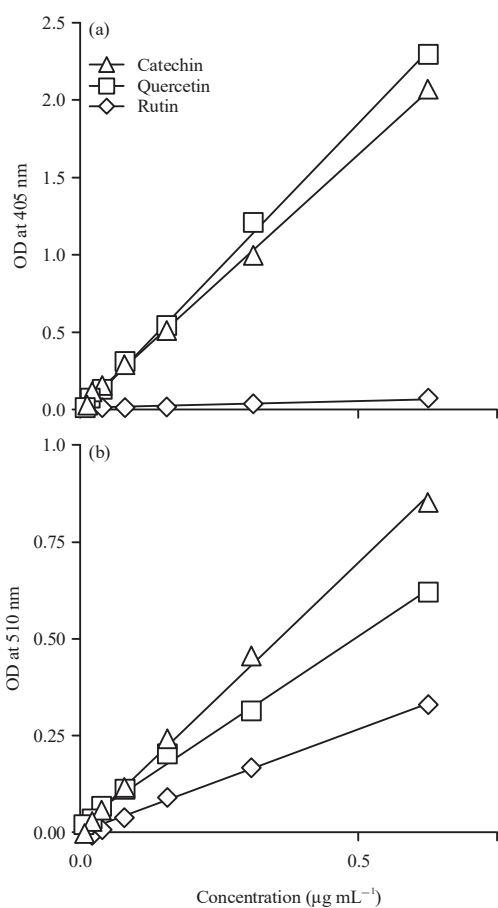 (a)
Catechin
Quercetin
Rutin
OD at 405 nm
2.5
2.0
1.5
1.0
0.5
0.0
(b)
OD at 510 nm
1.0
0.75
0.50
0.25
0.00
0.0
0.5
Concentration (µg mL⁻¹)